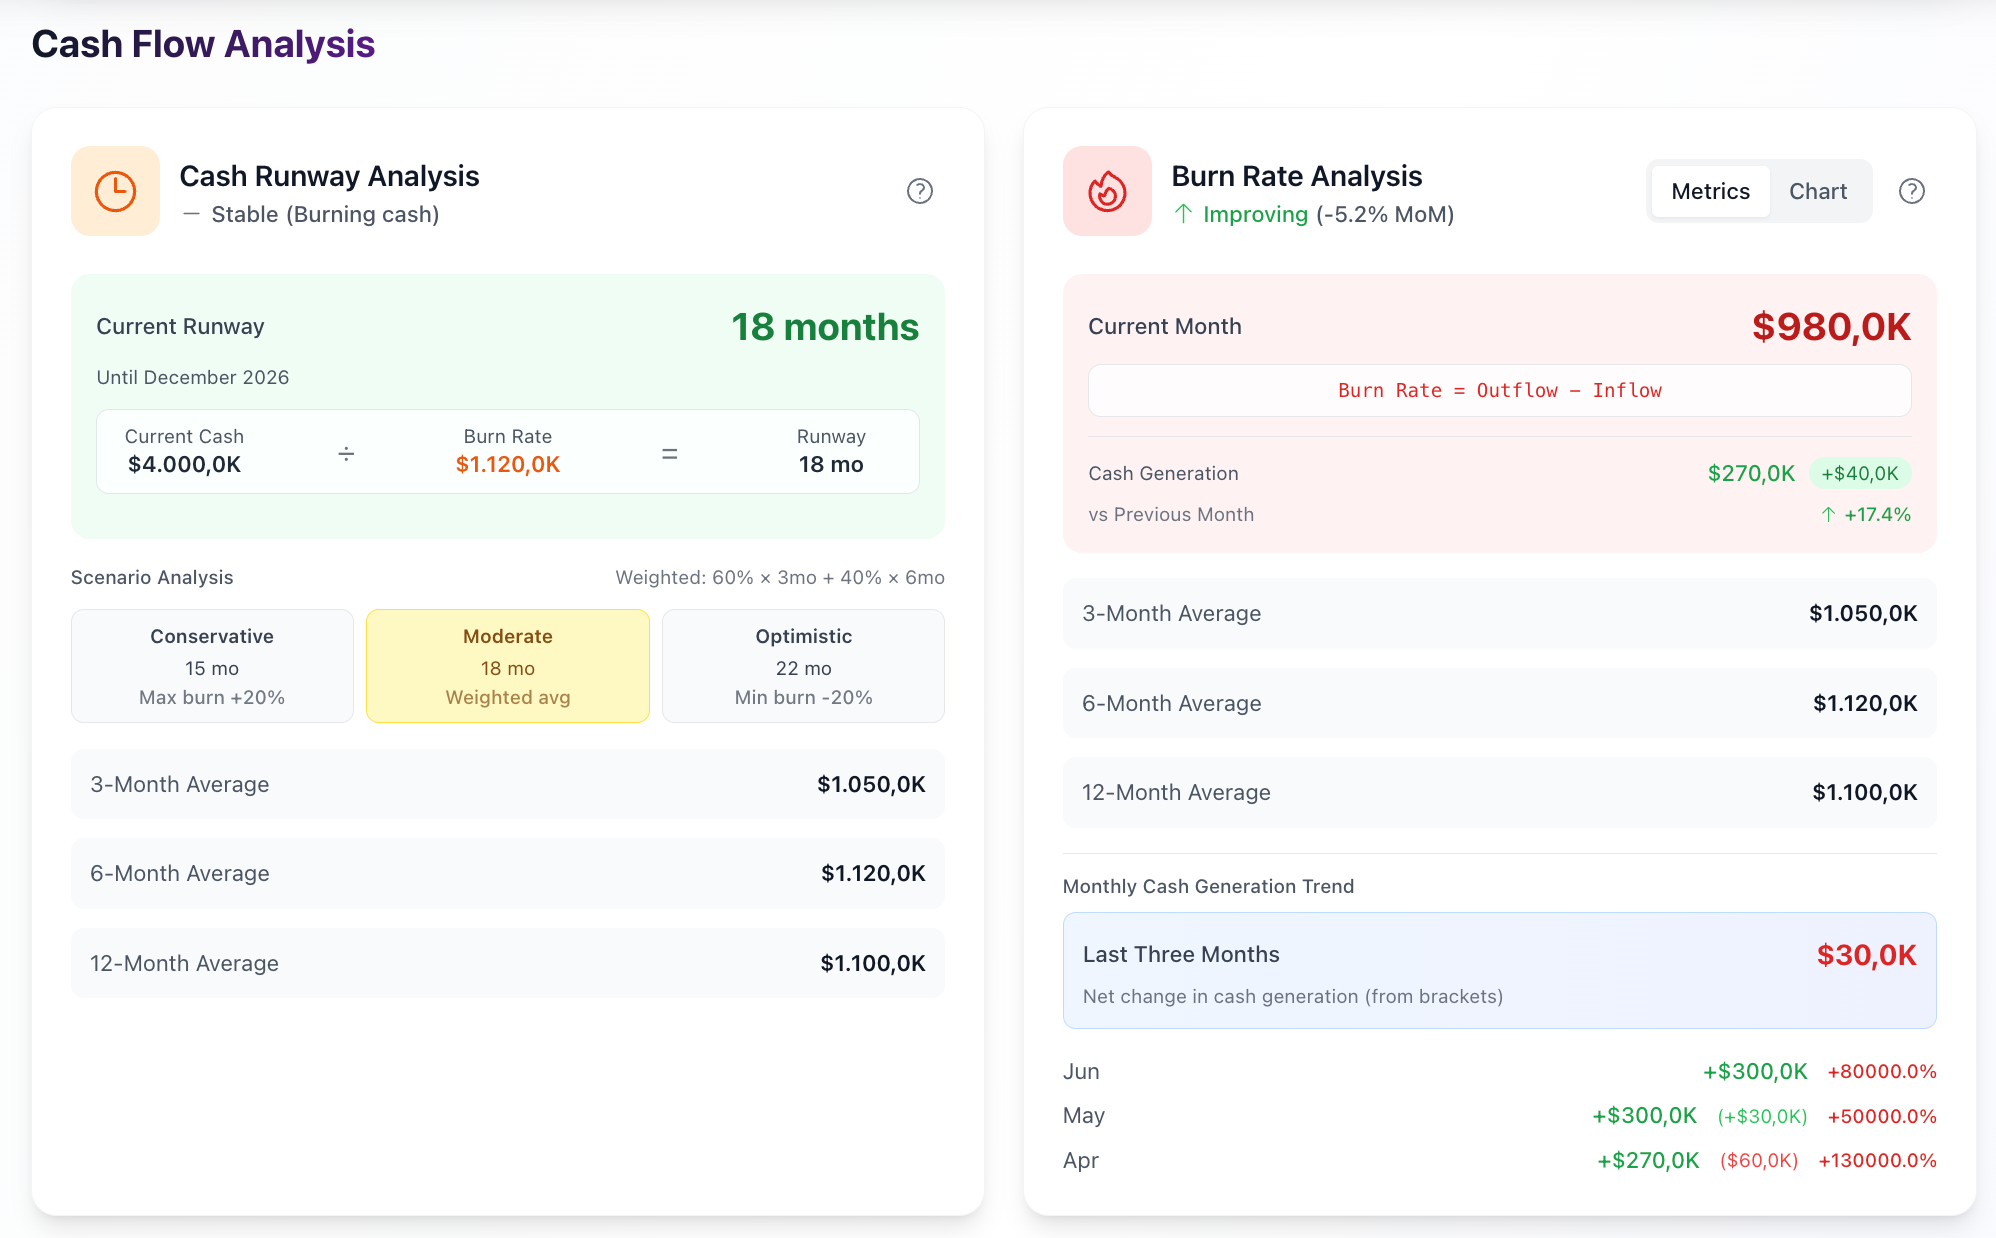 Cash Flow Analysis
Cash Runway Analysis
— Stable (Burning cash)
Current Runway
18 months
Until December 2026
Current Cash
$4.000,0K
÷
Burn Rate
$1.120,0K
=
Runway
18 mo
Scenario Analysis
Weighted: 60% × 3mo + 40% × 6mo
Conservative
15 mo
Max burn +20%
Moderate
18 mo
Weighted avg
Optimistic
22 mo
Min burn -20%
3-Month Average $1.050,0K
6-Month Average $1.120,0K
12-Month Average $1.100,0K
Burn Rate Analysis
↑ Improving (-5.2% MoM)
Metrics Chart
Current Month
$980,0K
Burn Rate = Outflow − Inflow
Cash Generation $270,0K +$40,0K
vs Previous Month ↑ +17.4%
3-Month Average $1.050,0K
6-Month Average $1.120,0K
12-Month Average $1.100,0K
Monthly Cash Generation Trend
Last Three Months $30,0K
Net change in cash generation (from brackets)
Jun +$300,0K +80000.0%
May +$300,0K (+$30,0K) +50000.0%
Apr +$270,0K ($60,0K) +130000.0%